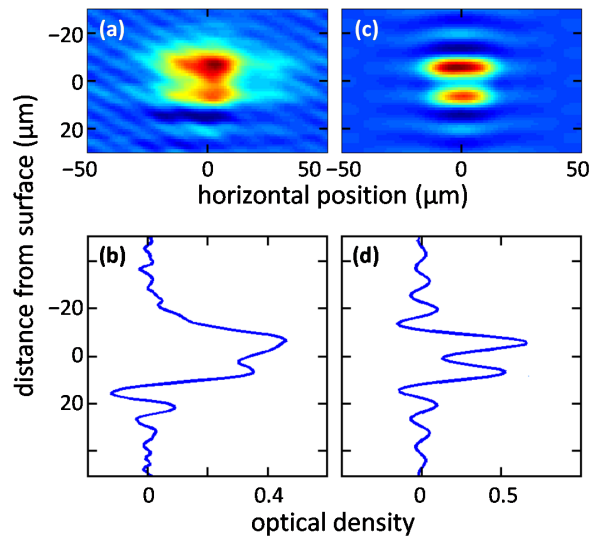 (a)
(c)
−20
0
20
−50
0
50
−50
0
50
horizontal position (μm)
distance from surface (μm)
(b)
(d)
−20
0
20
0
0.4
0
0.5
optical density